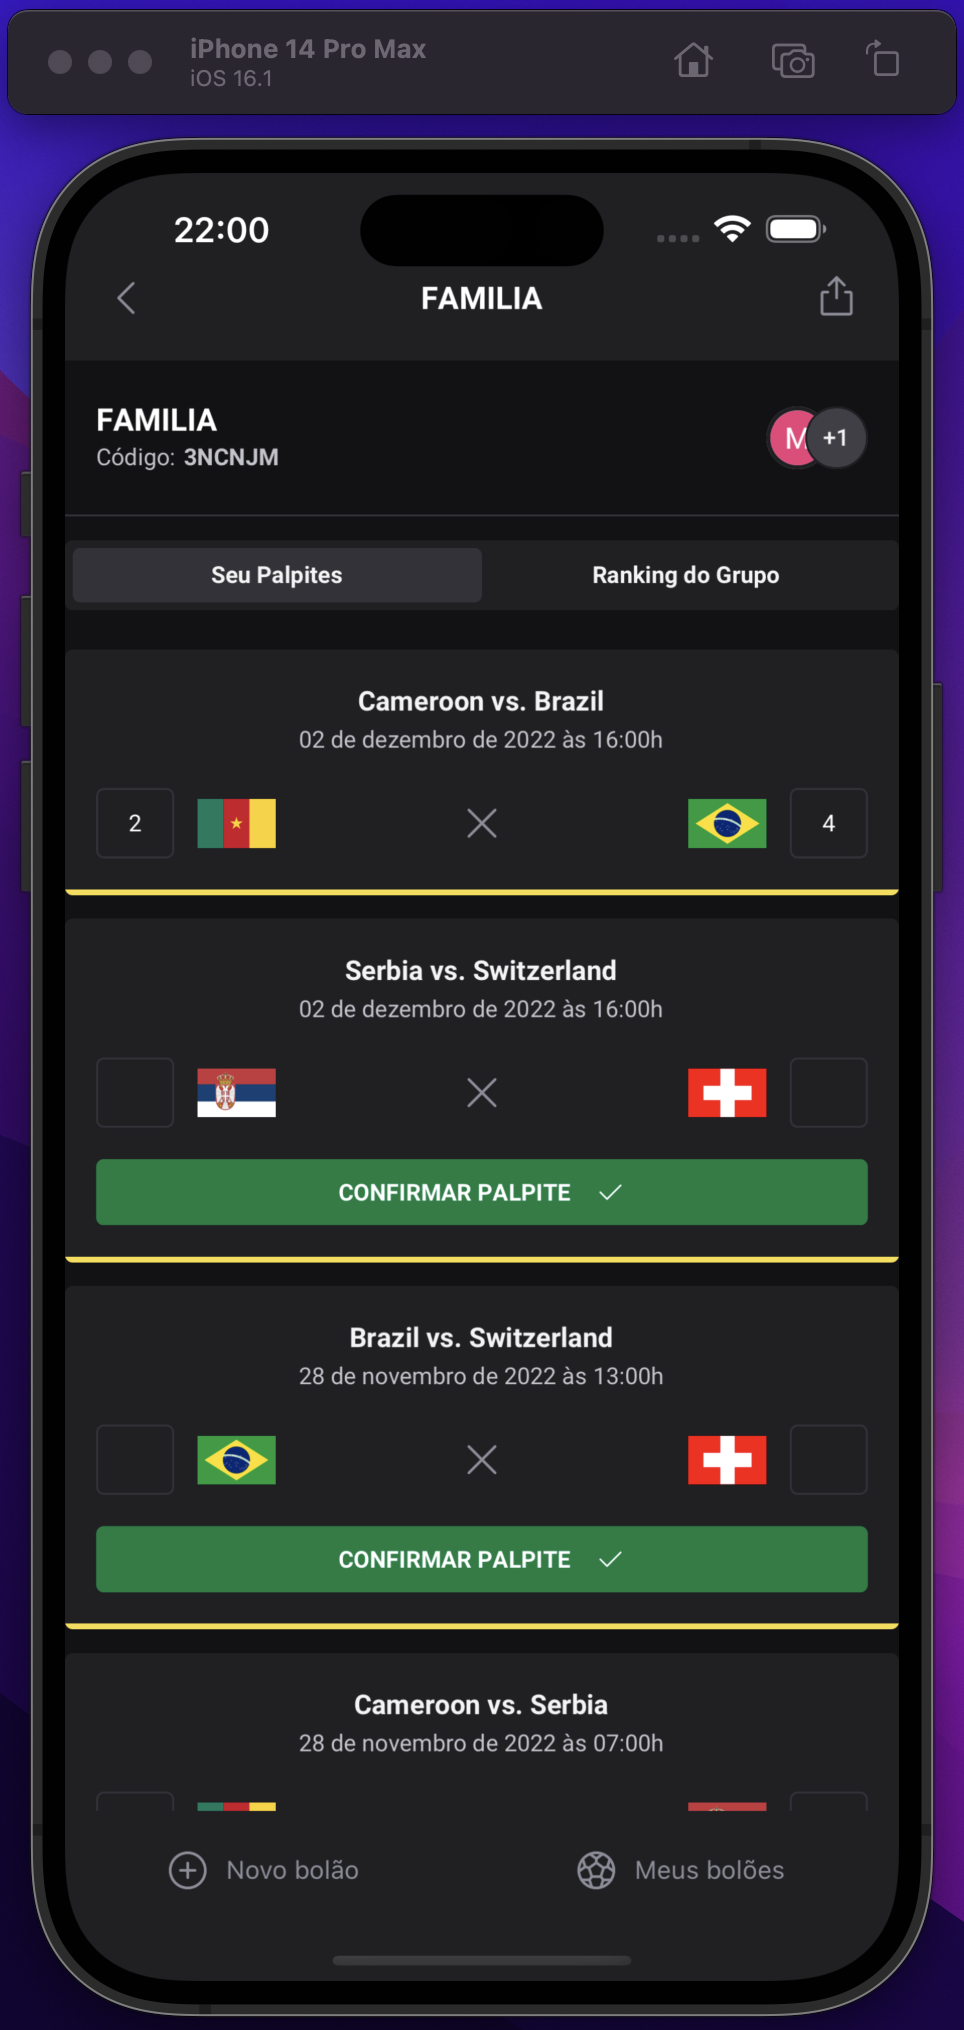 iPhone 14 Pro Max
iOS 16.1
22:00
FAMILIA
FAMILIA
Código: 3NCNJM
M +1
Seu Palpites
Ranking do Grupo
Cameroon vs. Brazil
02 de dezembro de 2022 às 16:00h
2
4
Serbia vs. Switzerland
02 de dezembro de 2022 às 16:00h
CONFIRMAR PALPITE
Brazil vs. Switzerland
28 de novembro de 2022 às 13:00h
CONFIRMAR PALPITE
Cameroon vs. Serbia
28 de novembro de 2022 às 07:00h
Novo bolão
Meus bolões